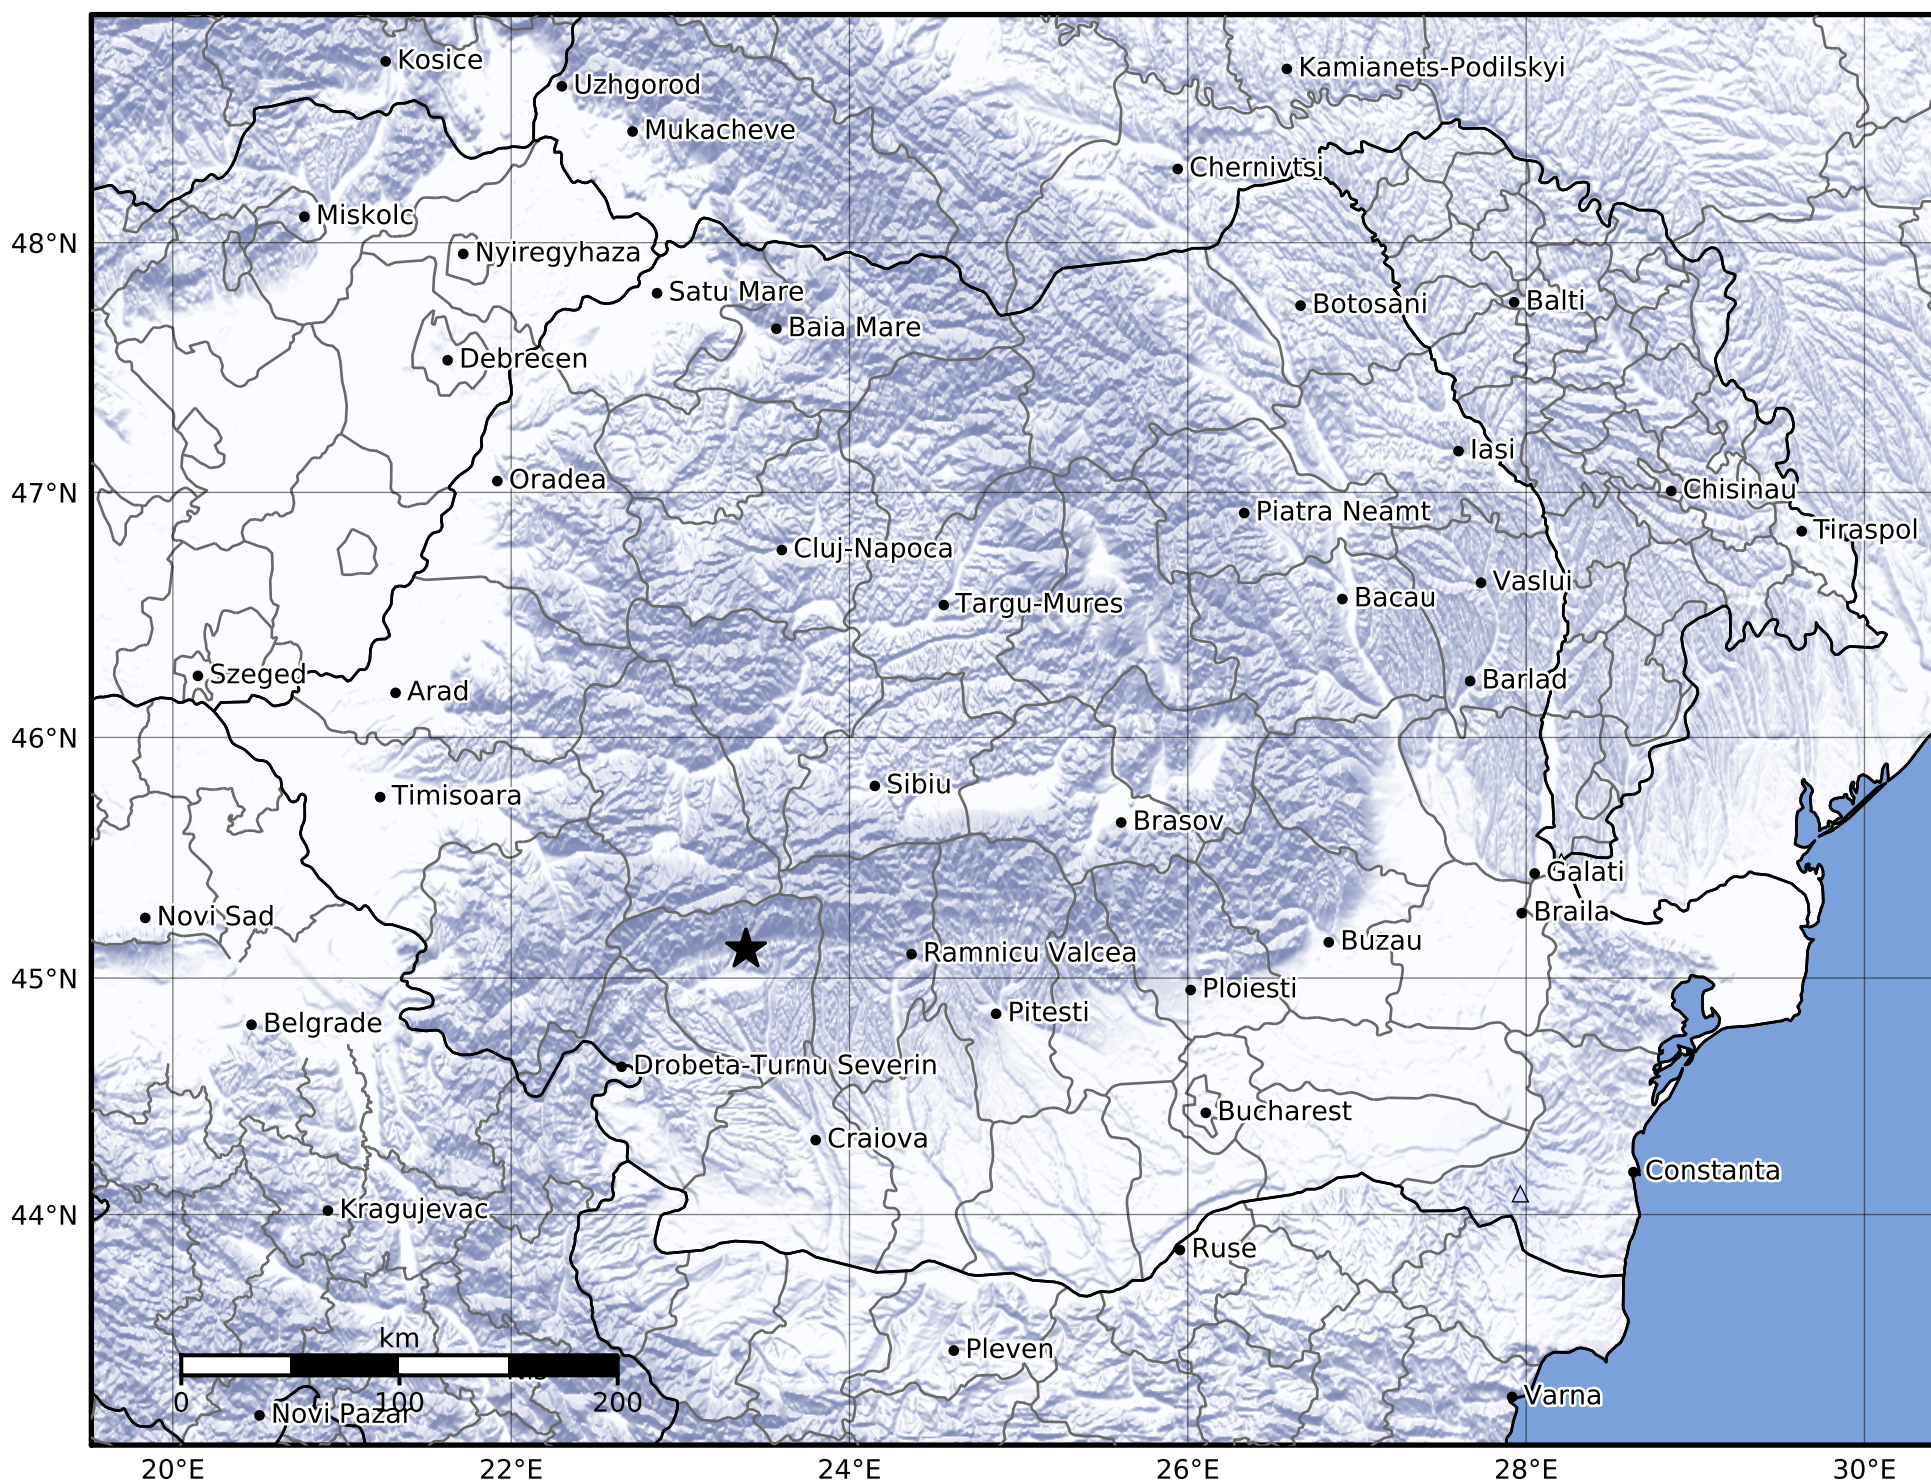 Kosice
Kamianets-Podilskyi
Uzhgorod
Mukacheve
Chernivtsi
Miskolc
48°N
Nyiregyhaza
Satu Mare
Botosani
Balti
Baia Mare
Debrecen
Iasi
Oradea
47°N
Chisinau
Piatra Neamt
Tiraspol
Cluj-Napoca
Vaslui
Bacau
Targu-Mures
Szeged
Barlad
Arad
46°N
Sibiu
Timisoara
Brasov
Galati
Braila
Novi Sad
Buzau
Ramnicu Valcea
45°N
Ploiesti
Pitesti
Belgrade
Drobeta-Turnu Severin
Bucharest
Craiova
Constanta
Kragujevac
44°N
Ruse
km
Pleven
0
100
200
Varna
Novi Pazar
20°E
22°E
24°E
26°E
28°E
30°E